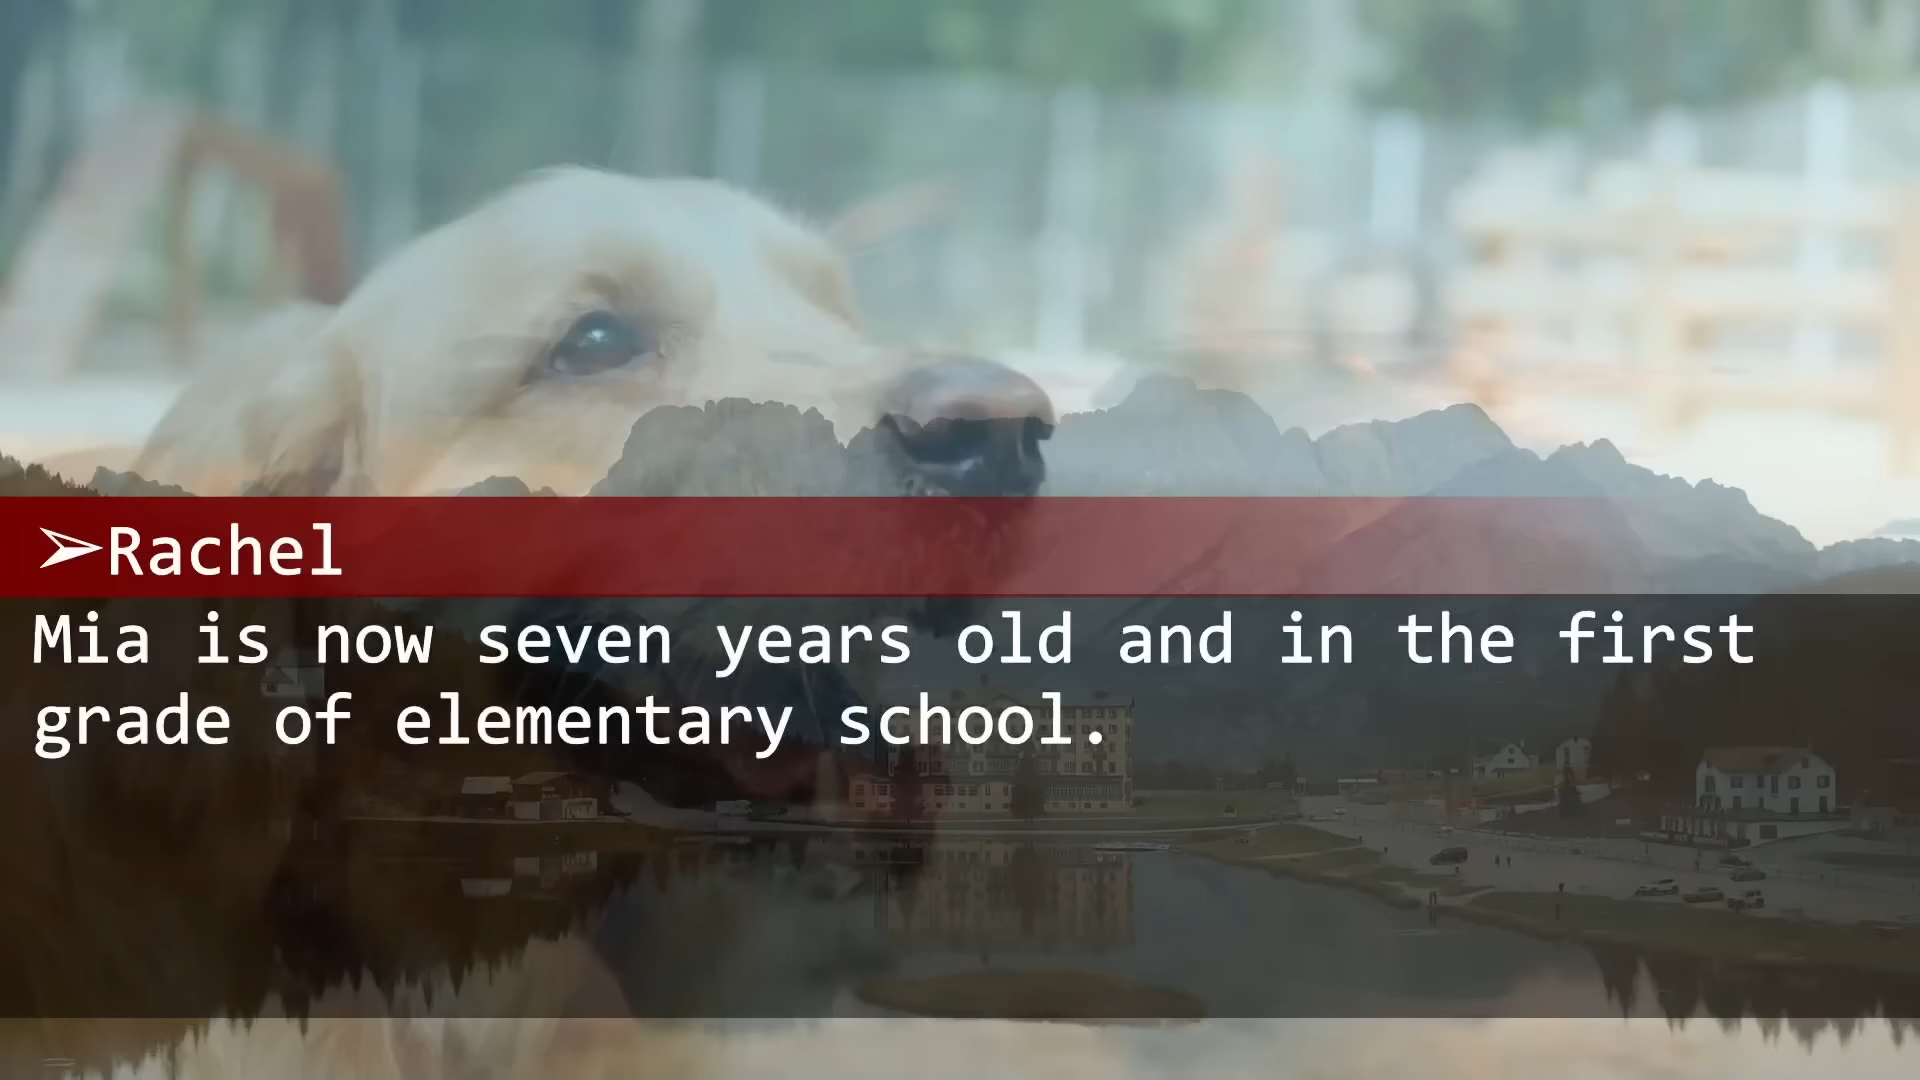 ➢Rachel
Mia is now seven years old and in the first
grade of elementary school.